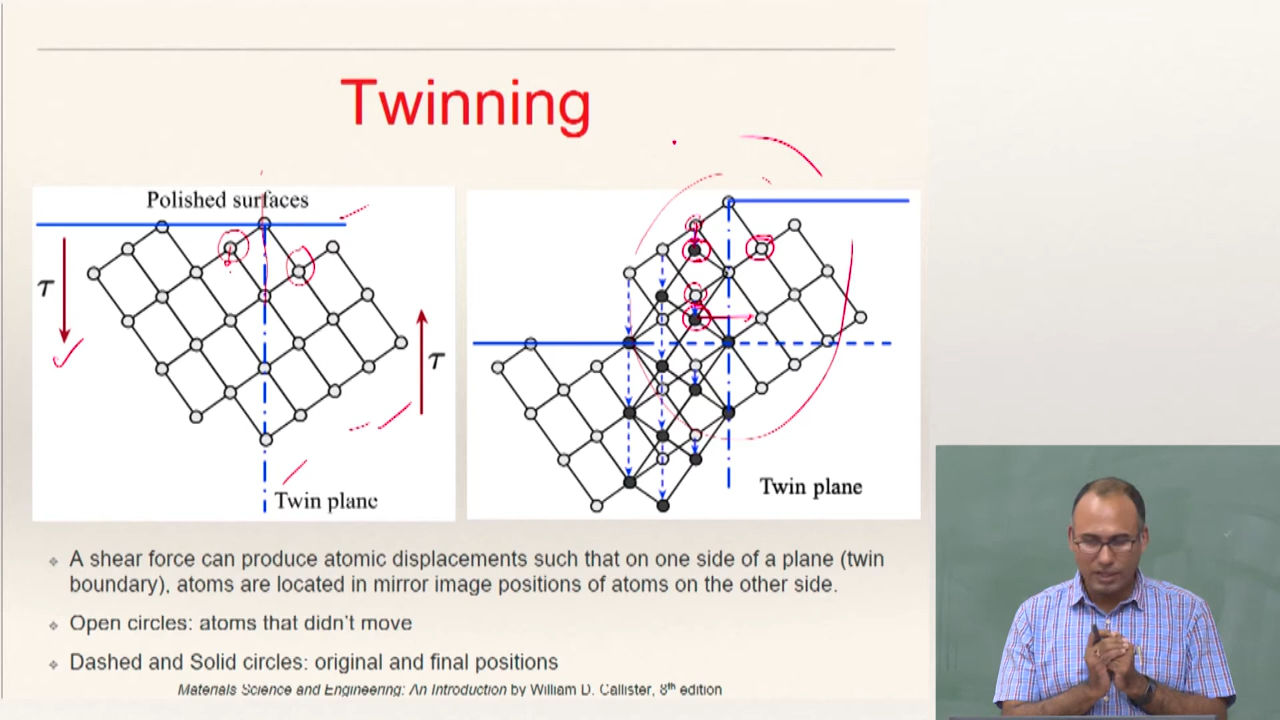 Twinning
Polished surfaces
τ
τ
Twin plane
Twin plane
A shear force can produce atomic displacements such that on one side of a plane (twin
boundary), atoms are located in mirror image positions of atoms on the other side.
Open circles: atoms that didn't move
Dashed and Solid circles: original and final positions
Materials Science and Engineering: An Introduction by William D. Callister, 8th edition